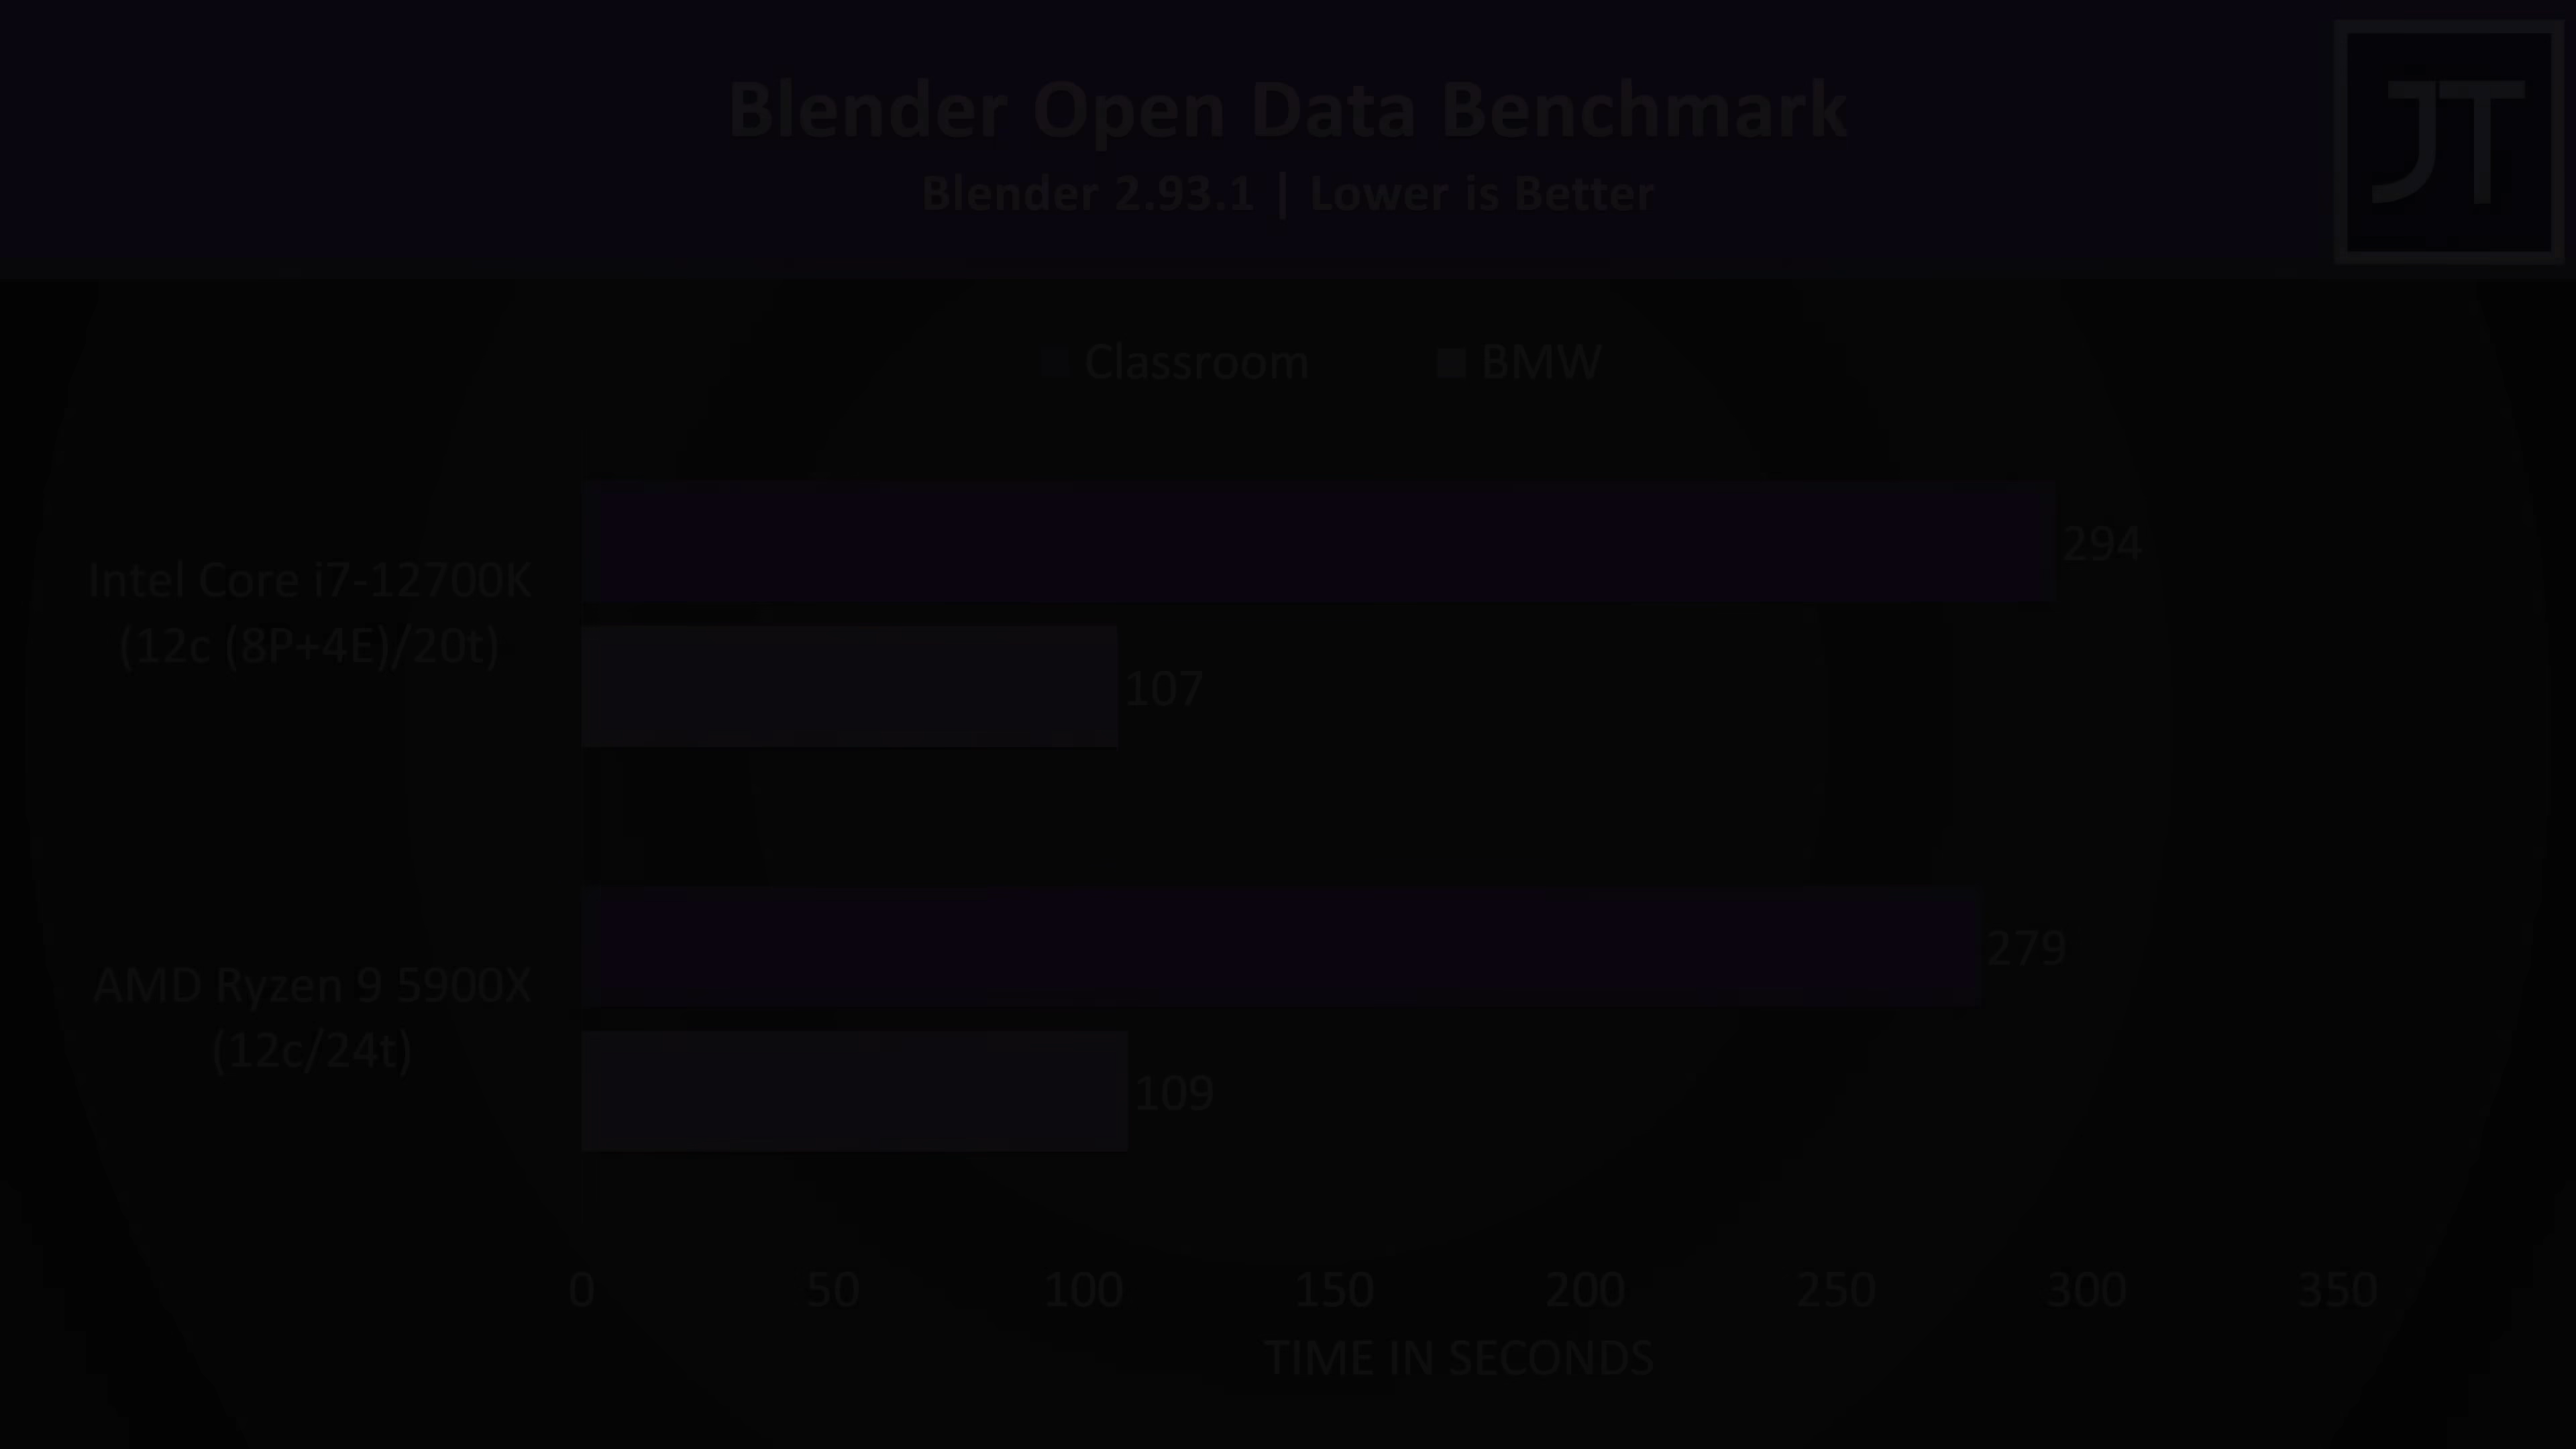 Blender Open Data Benchmark
Blender 2.93.1 | Lower is Better
JT
Classroom
BMW
Intel Core i7-12700K
(12c (8P+4E)/20t)
294
107
AMD Ryzen 9 5900X
(12c/24t)
279
109
0 50 100 150 200 250 300 350
TIME IN SECONDS